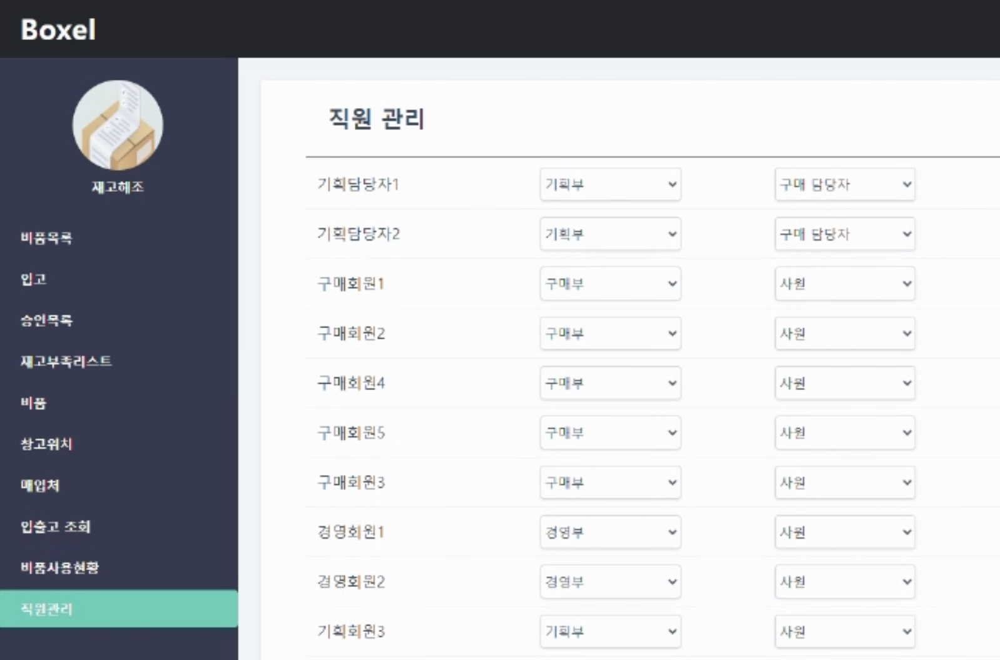 Boxel
재고해조
비품목록
입고
승인목록
재고부족리스트
비품
창고위치
매입처
입출고 조회
비품사용현황
직원관리
직원 관리
기획담당자1 기획부 구매 담당자
기획담당자2 기획부 구매 담당자
구매회원1 구매부 사원
구매회원2 구매부 사원
구매회원4 구매부 사원
구매회원5 구매부 사원
구매회원3 구매부 사원
경영회원1 경영부 사원
경영회원2 경영부 사원
기획회원3 기획부 사원